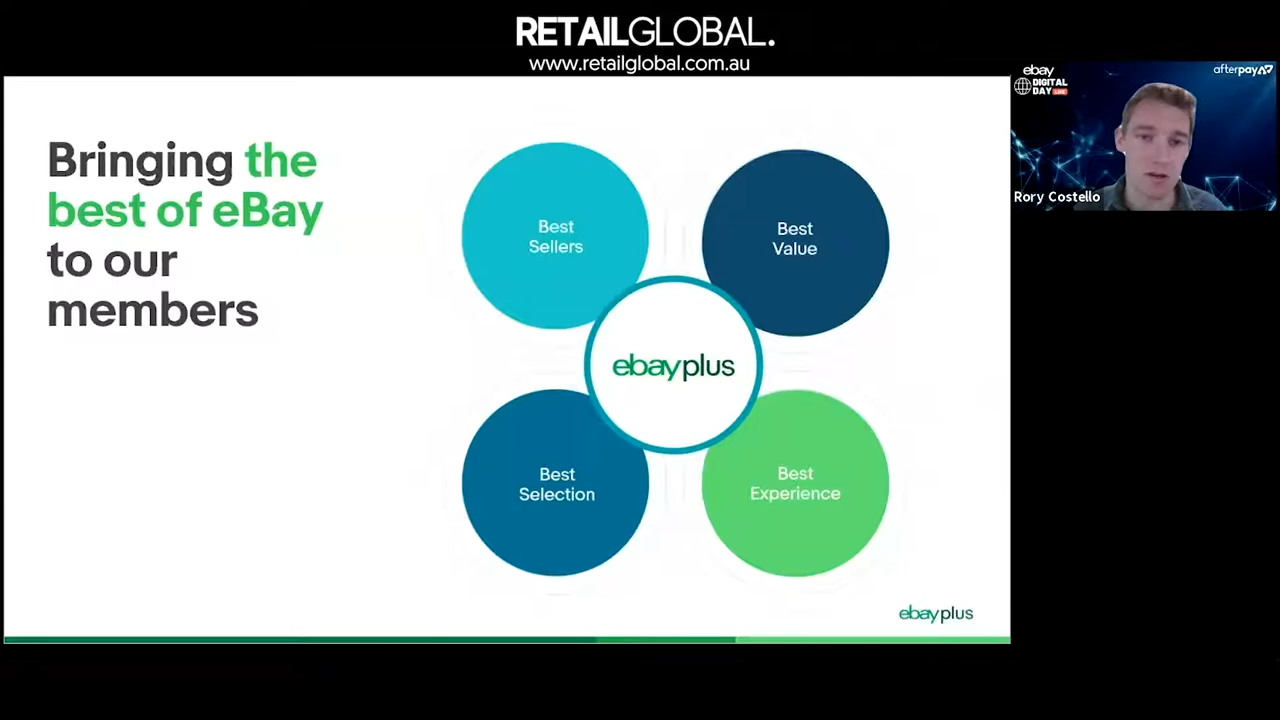 RETAILGLOBAL.
www.retailglobal.com.au
Bringing the
best of eBay
to our
members
Best
Sellers
Best
Value
ebayplus
Best
Selection
Best
Experience
ebayplus
ebay
DIGITAL
DAY LIVE
afterpay
Rory Costello